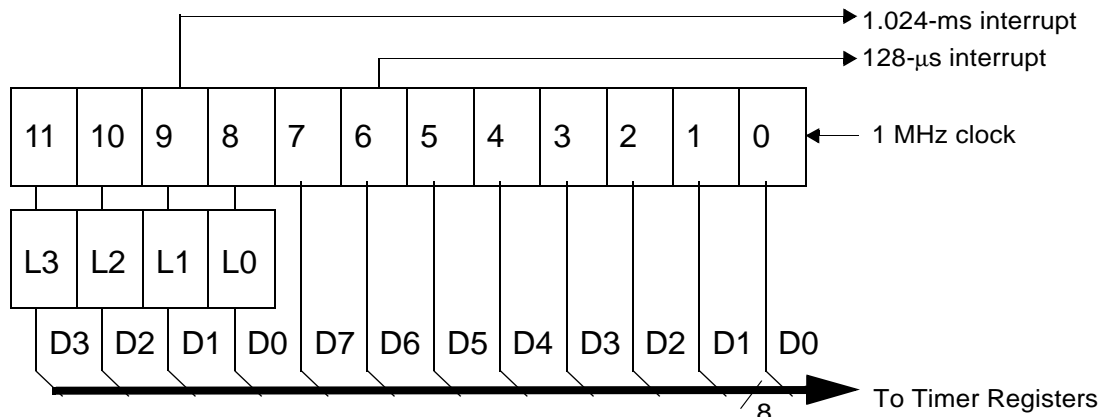 1.024-ms interrupt
128-μs interrupt
11 10 9 8 7 6 5 4 3 2 1 0
1 MHz clock
L3 L2 L1 L0
D3 D2 D1 D0 D7 D6 D5 D4 D3 D2 D1 D0
8
To Timer Registers